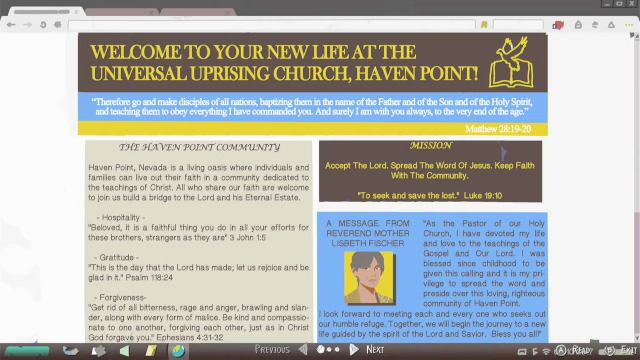 WELCOME TO YOUR NEW LIFE AT THE
UNIVERSAL UPRISING CHURCH, HAVEN POINT!
"Therefore go and make disciples of all nations, baptizing them in the name of the Father and of the Son and of the Holy Spirit,
and teaching them to obey everything I have commanded you. And surely I am with you always, to the very end of the age."
Matthew 28:19-20
THE HAVEN POINT COMMUNITY
Haven Point, Nevada is a living oasis where individuals and
families can live out their faith in a community dedicated to
the teachings of Christ. All who share our faith are welcome
to join us build a bridge to the Lord and his Eternal Estate.
- Hospitality -
"Beloved, it is a faithful thing you do in all your efforts for
these brothers, strangers as they are" 3 John 1:5
- Gratitude -
"This is the day that the Lord has made; let us rejoice and be
glad in it." Psalm 118:24
- Forgiveness-
"Get rid of all bitterness, rage and anger, brawling and slan-
der, along with every form of malice. Be kind and compassio-
nate to one another, forgiving each other, just as in Christ
God forgave you." Ephesians 4:31-32
MISSION
Accept The Lord. Spread The Word Of Jesus. Keep Faith
With The Community.
"To seek and save the lost." Luke 19:10
A MESSAGE FROM
REVEREND MOTHER
LISBETH FISCHER
"As the Pastor of our Holy
Church, I have devoted my life
and love to the teachings of the
Gospel and Our Lord. I was
blessed since childhood to be
given this calling and it is my pri-
vilege to spread the word and
preside over this loving, righteous
community of Haven Point.
I look forward to meeting each and every one who seeks out
our humble refuge. Together, we will begin the journey to a new
life guided by the spirit of the Lord and Savior. Bless you all!"
Previous
Next
A Ready
B Exit